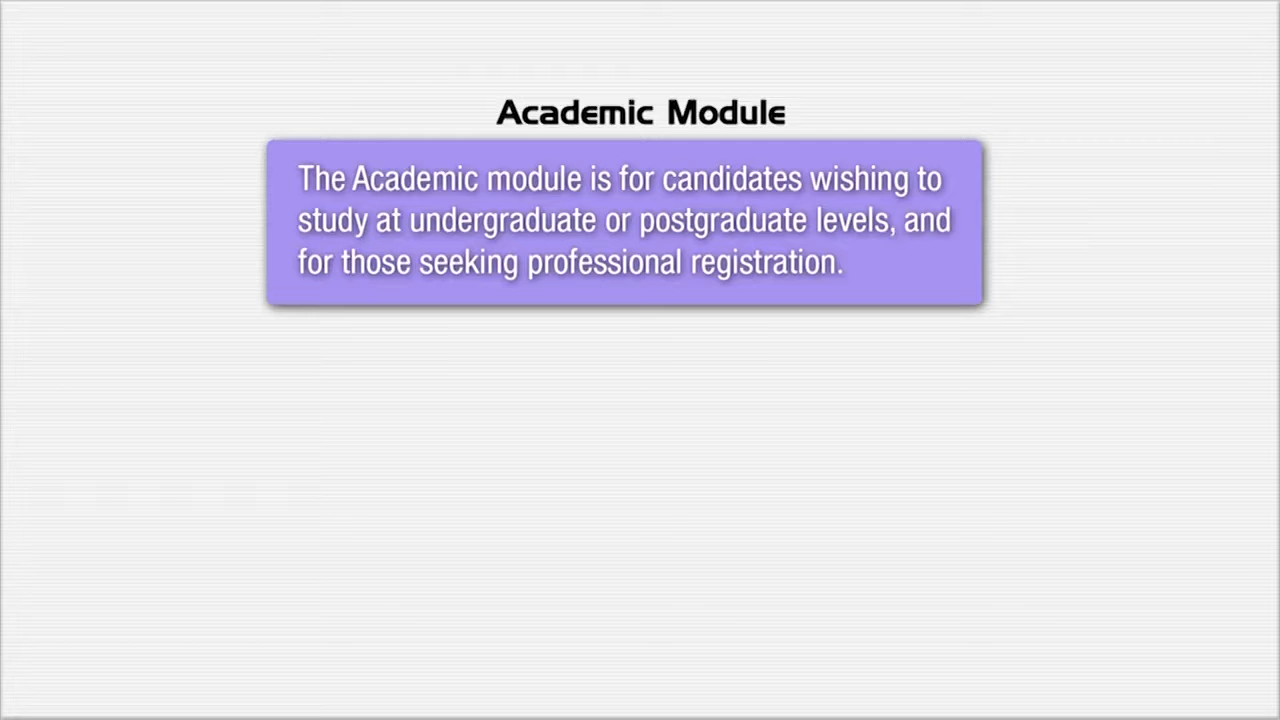 Academic Module
The Academic module is for candidates wishing to
study at undergraduate or postgraduate levels, and
for those seeking professional registration.